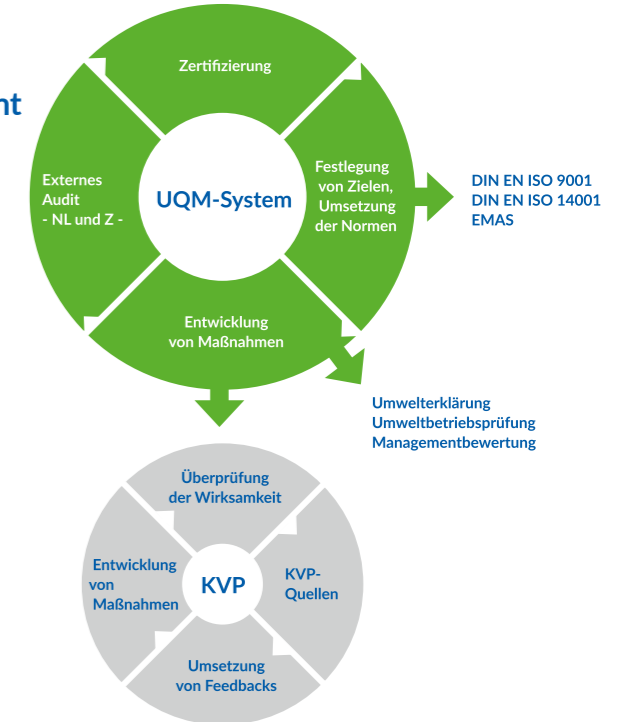 nt
Zertifizierung
Externes
Audit
- NL und Z -
UQM-System
Festlegung
von Zielen,
Umsetzung
der Normen
DIN EN ISO 9001
DIN EN ISO 14001
EMAS
Entwicklung
von Maßnahmen
Umwelterklärung
Umweltbetriebsprüfung
Managementbewertung
Überprüfung
der Wirksamkeit
Entwicklung
von
Maßnahmen
KVP
KVP-
Quellen
Umsetzung
von Feedbacks